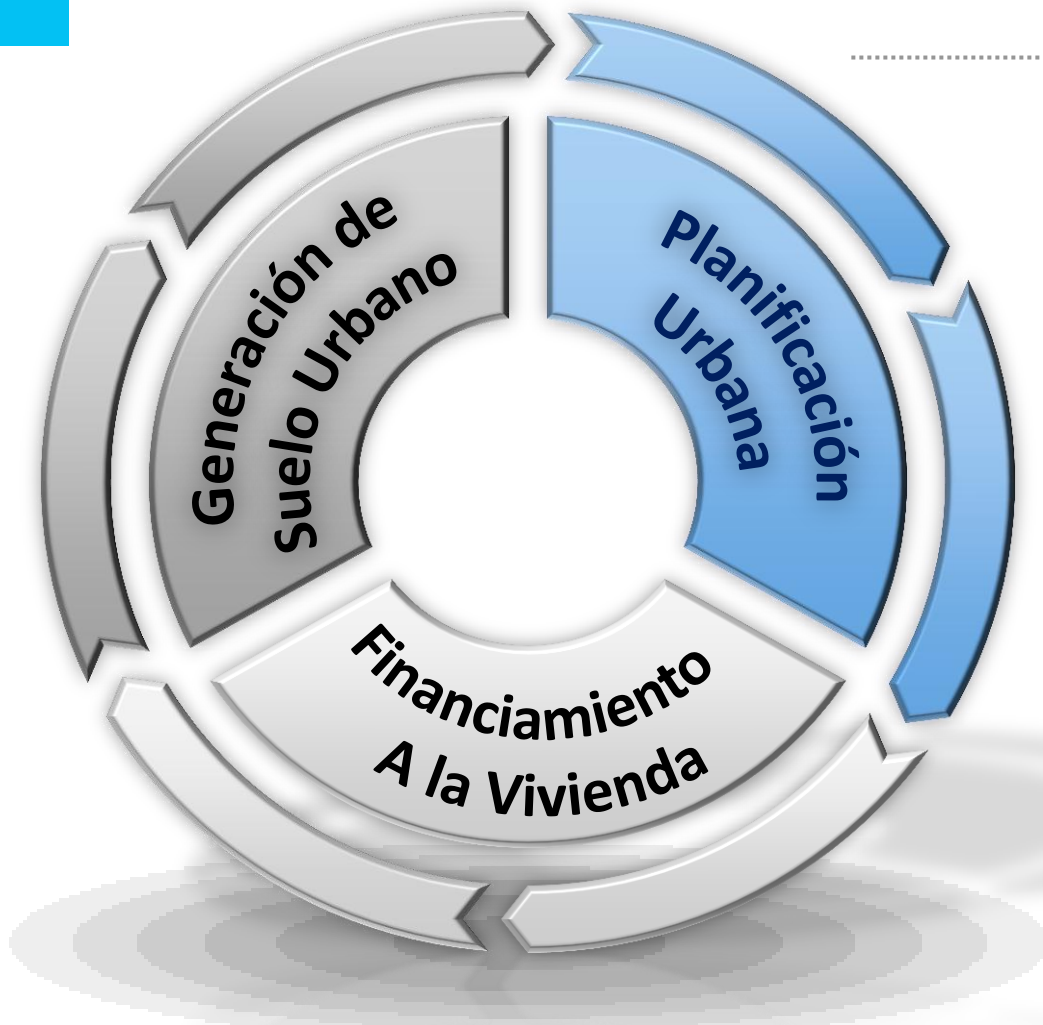 Generación de
Suelo Urbano
Planificación
Urbana
Financiamiento
A la Vivienda